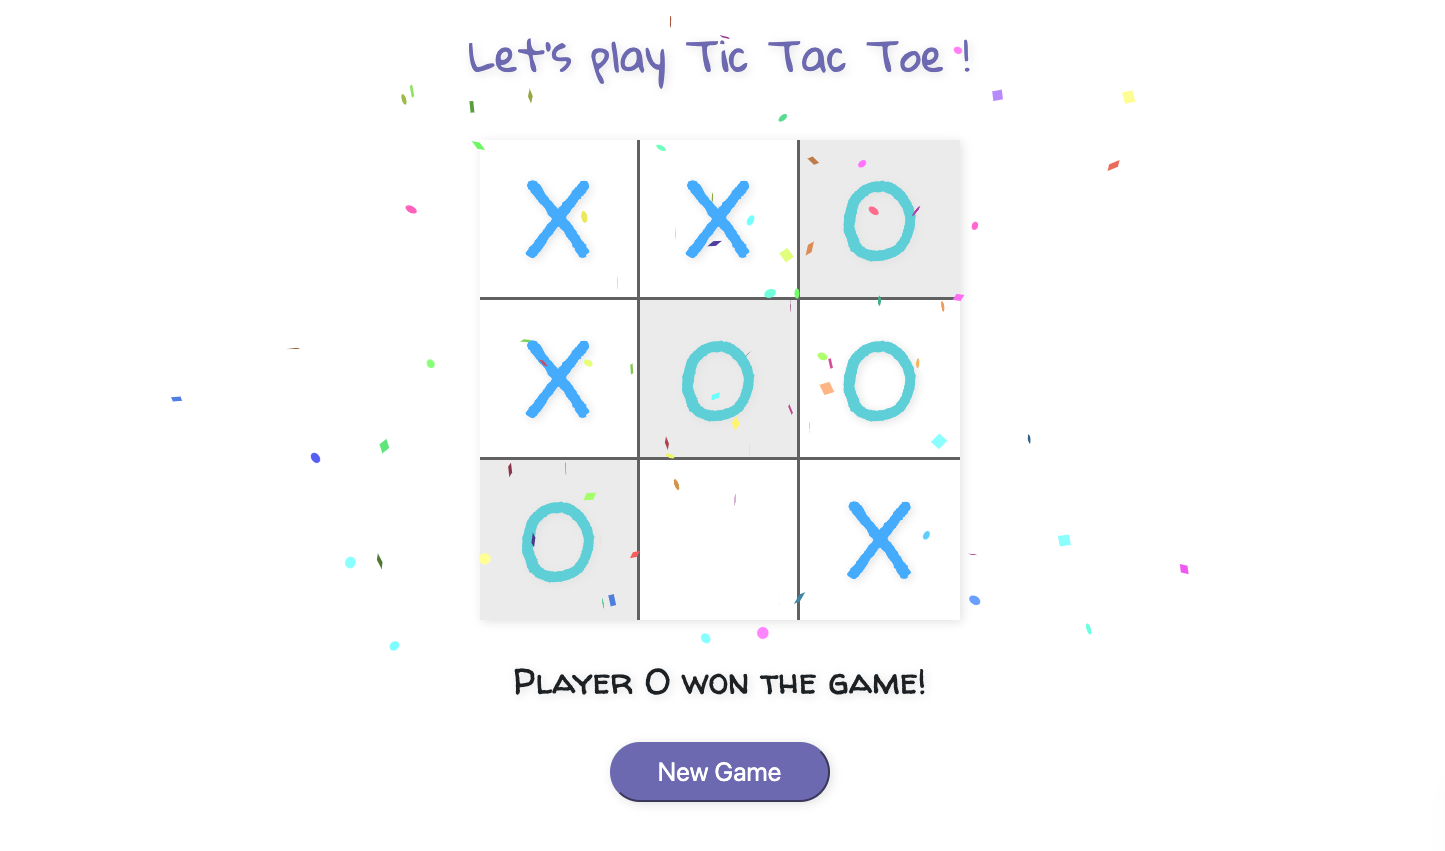 Let's play Tic Tac Toe !
X X O
X O O
O X
Player O won the game!
New Game